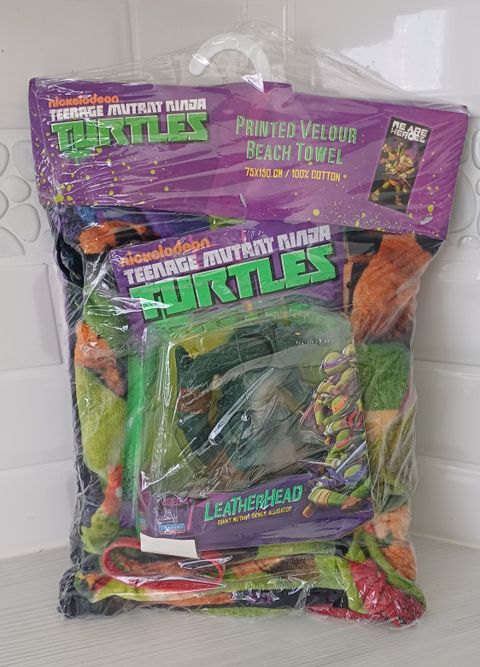 nickelodeon
TEENAGE MUTANT NINJA
TURTLES
PRINTED VELOUR
BEACH TOWEL
75X150 CM / 100% COTTON
WE ARE
HEROES
nickelodeon
TEENAGE MUTANT NINJA
TURTLES
LEATHERHEAD
GIANT MUTANT SEWER ALLIGATOR